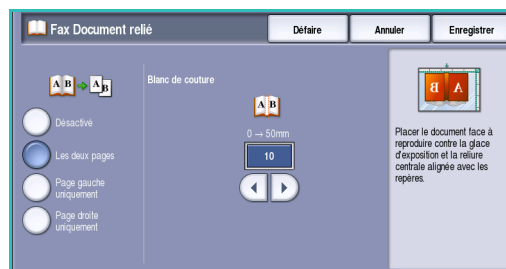 Fax Document relié
Défaire
Annuler
Enregistrer
A B A B
Désactivé
Les deux pages
Page gauche
uniquement
Page droite
uniquement
Blanc de couture
A B
0 → 50mm
10
B A
Placer le document face à
reproduire contre la glace
d'exposition et la reliure
centrale alignée avec les
repères.